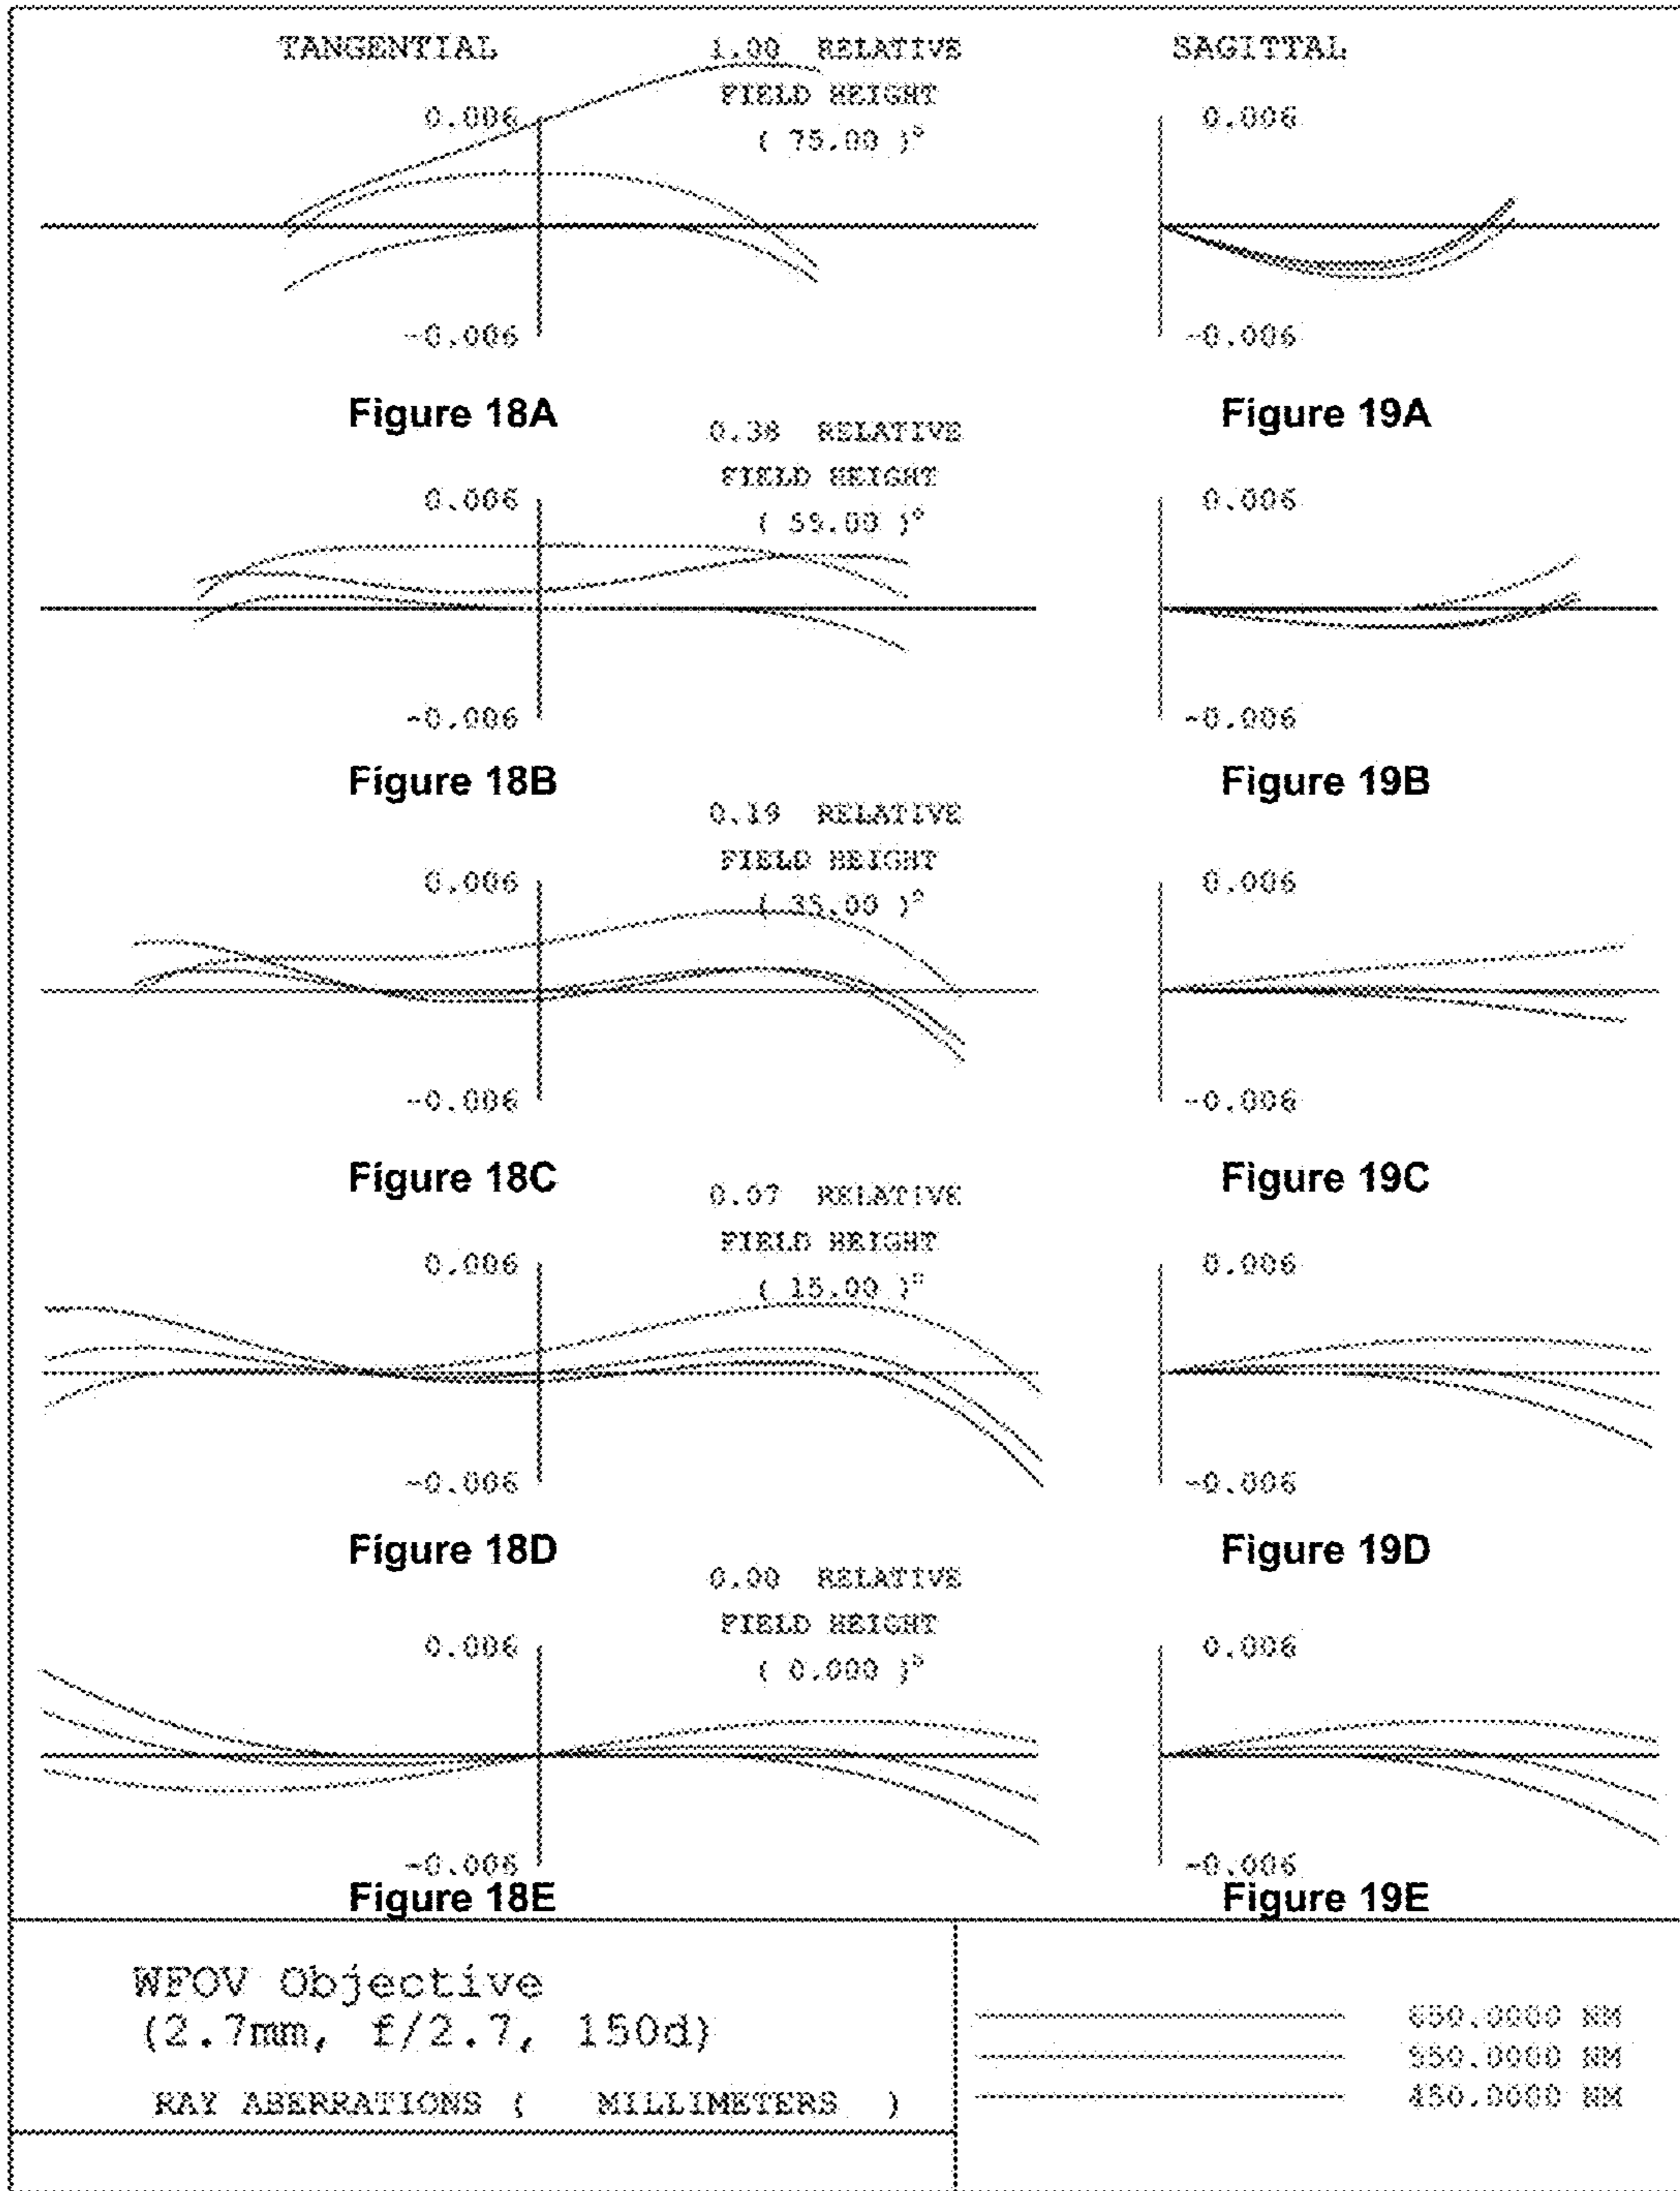 TANGENTIAL
1.00 RELATIVE
FIELD HEIGHT
( 75.00 )°
SAGITTAL
0.006
0.006
-0.006
-0.006
Figure 18A
Figure 19A
0.38 RELATIVE
FIELD HEIGHT
( 59.00 )°
0.006
0.006
-0.006
-0.006
Figure 18B
Figure 19B
0.19 RELATIVE
FIELD HEIGHT
( 35.00 )°
0.006
0.006
-0.006
-0.006
Figure 18C
Figure 19C
0.07 RELATIVE
FIELD HEIGHT
( 15.00 )°
0.006
0.006
-0.006
-0.006
Figure 18D
Figure 19D
0.00 RELATIVE
FIELD HEIGHT
( 0.000 )°
0.006
0.006
-0.006
-0.006
Figure 18E
Figure 19E
WFOV Objective
(2.7mm, f/2.7, 150d)
RAY ABERRATIONS ( MILLIMETERS )
650.0000 NM
550.0000 NM
450.0000 NM